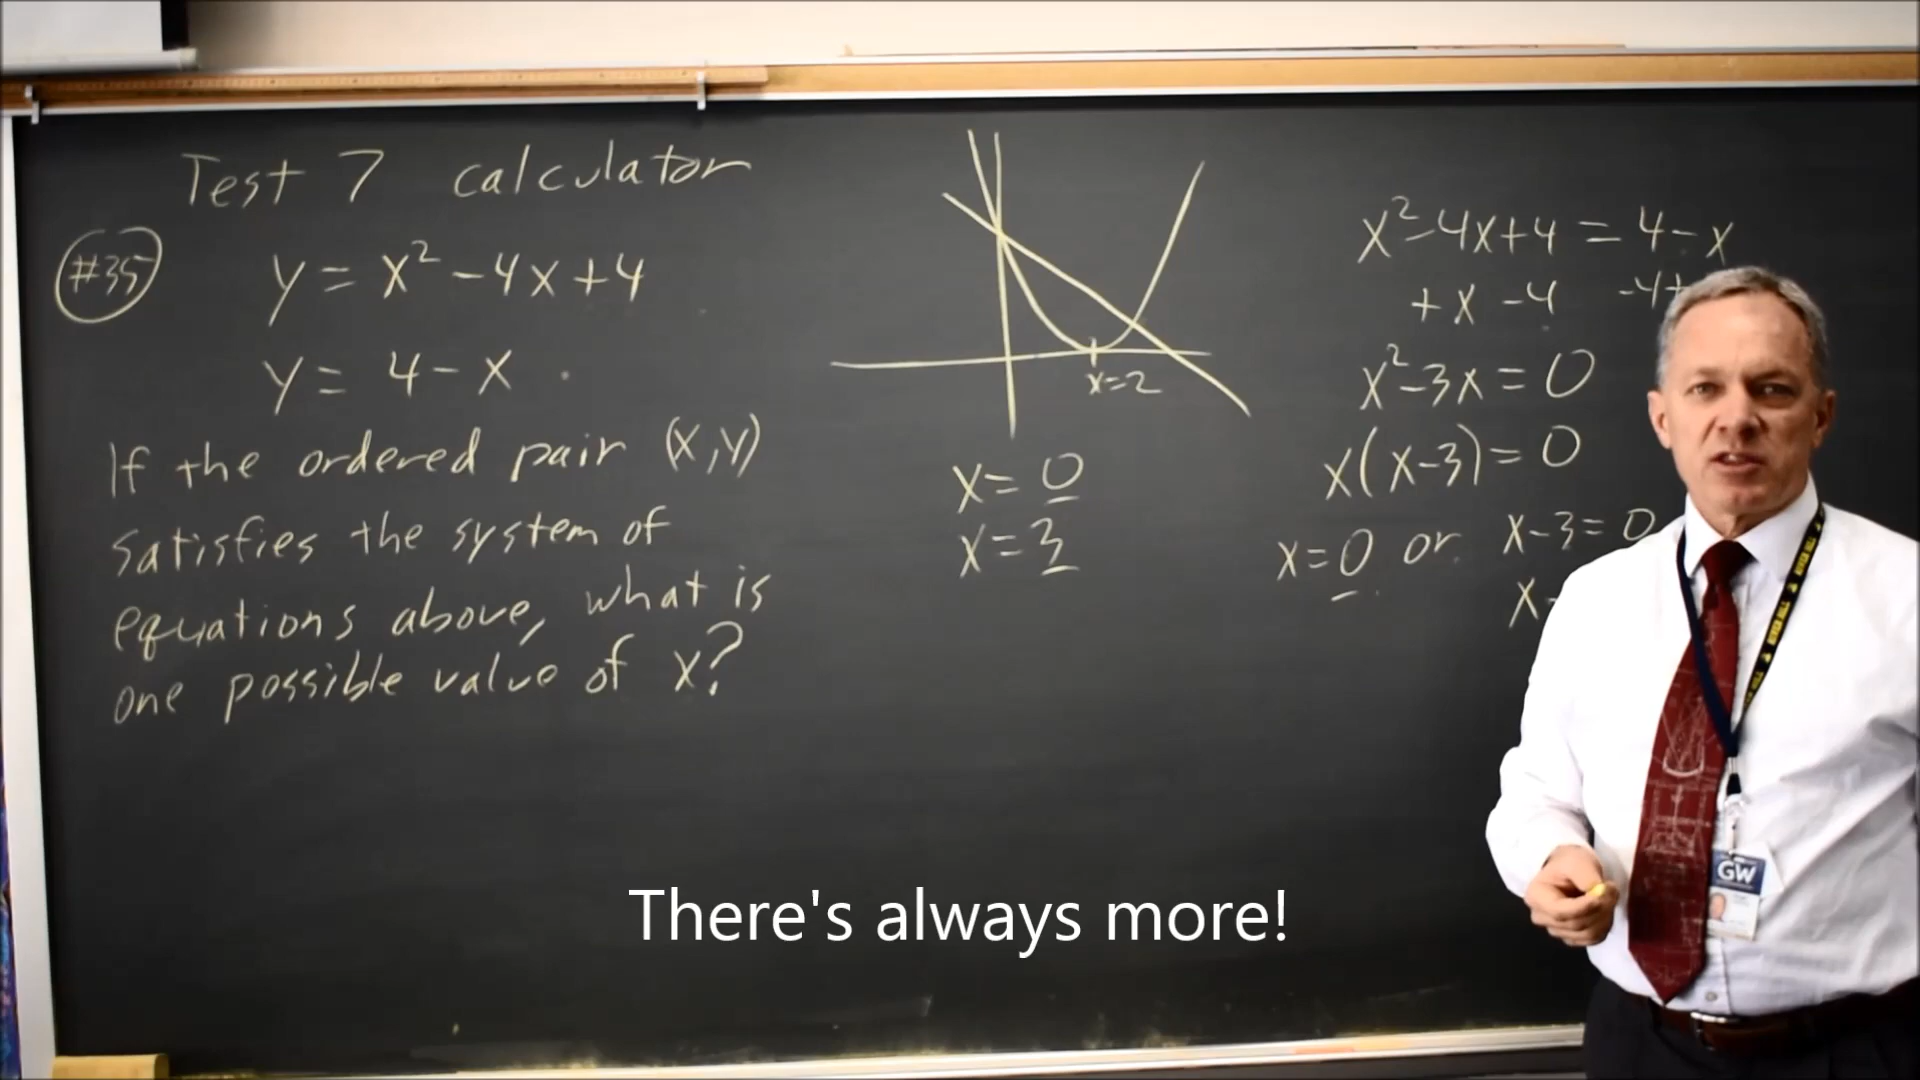 Test 7 calculator
#35
y = x² - 4x + 4
y = 4 - x
If the ordered pair (x,y)
satisfies the system of
equations above, what is
one possible value of x?
x=2
x = 0
x = 3
x² - 4x + 4 = 4 - x
+ x - 4 -4+
x² - 3x = 0
x(x-3) = 0
x = 0 or x - 3 = 0
x
GW
There's always more!